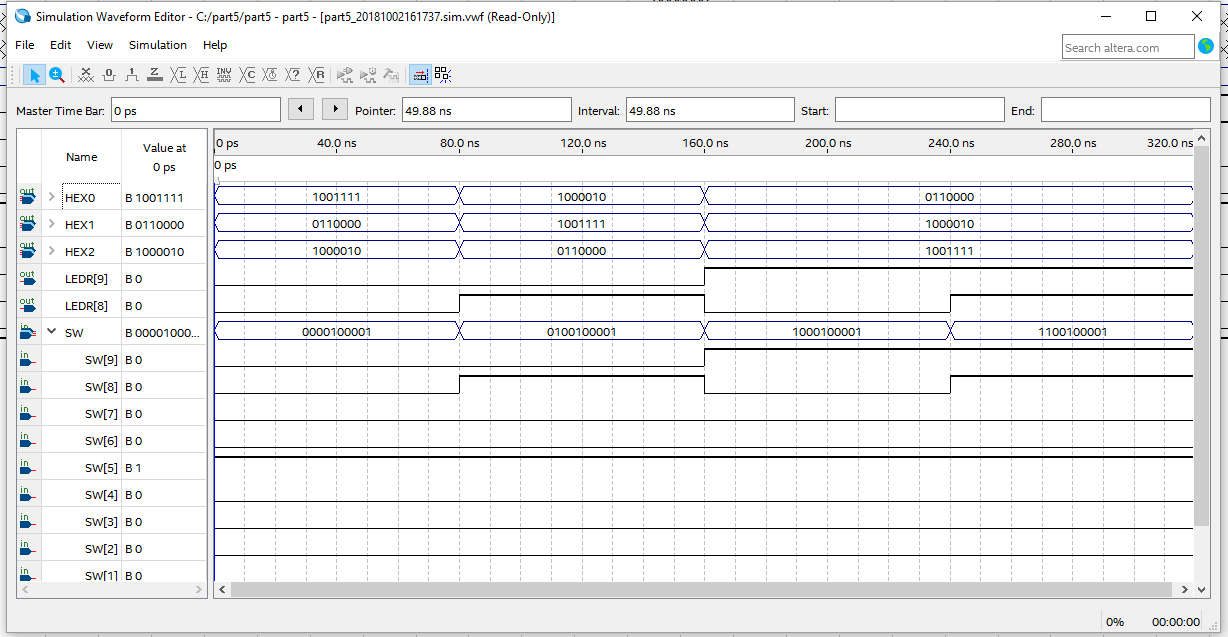 Simulation Waveform Editor - C:/part5/part5 - part5 - [part5_20181002161737.sim.vwf (Read-Only)]
File Edit View Simulation Help
Search altera.com
Master Time Bar: 0 ps Pointer: 49.88 ns Interval: 49.88 ns Start: End:
Name Value at 0 ps
0 ps 40.0 ns 80.0 ns 120.0 ns 160.0 ns 200.0 ns 240.0 ns 280.0 ns 320.0 ns
0 ps
out HEX0 B 1001111 1001111 1000010 0110000
out HEX1 B 0110000 0110000 1001111 1000010
out HEX2 B 1000010 1000010 0110000 1001111
out LEDR[9] B 0
out LEDR[8] B 0
in SW B 00001000... 0000100001 0100100001 1000100001 1100100001
in SW[9] B 0
in SW[8] B 0
in SW[7] B 0
in SW[6] B 0
in SW[5] B 1
in SW[4] B 0
in SW[3] B 0
in SW[2] B 0
in SW[1] B 0
0% 00:00:00